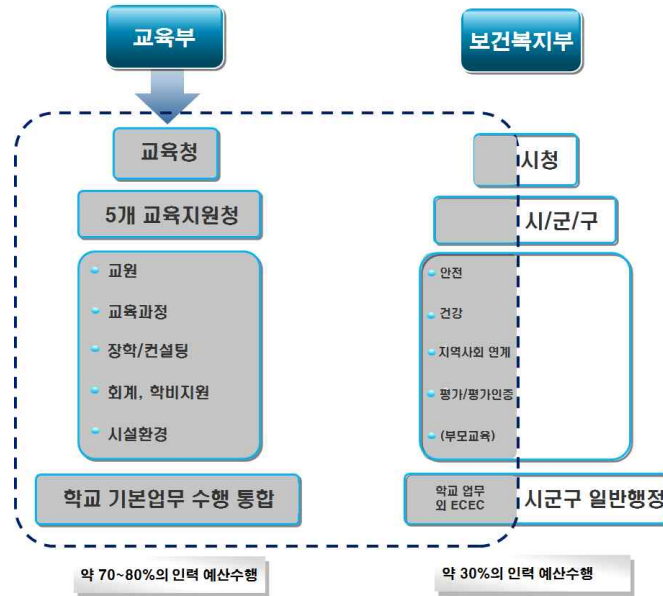 교육부
보건복지부
교육청
시청
5개 교육지원청
시/군/구
교원
교육과정
장학/컨설팅
회계, 학비지원
시설환경
안전
건강
지역사회 연계
평가/평가인증
(부모교육)
학교 기본업무 수행 통합
학교 업무
외 ECEC
시군구 일반행정
약 70~80%의 인력 예산수행
약 30%의 인력 예산수행